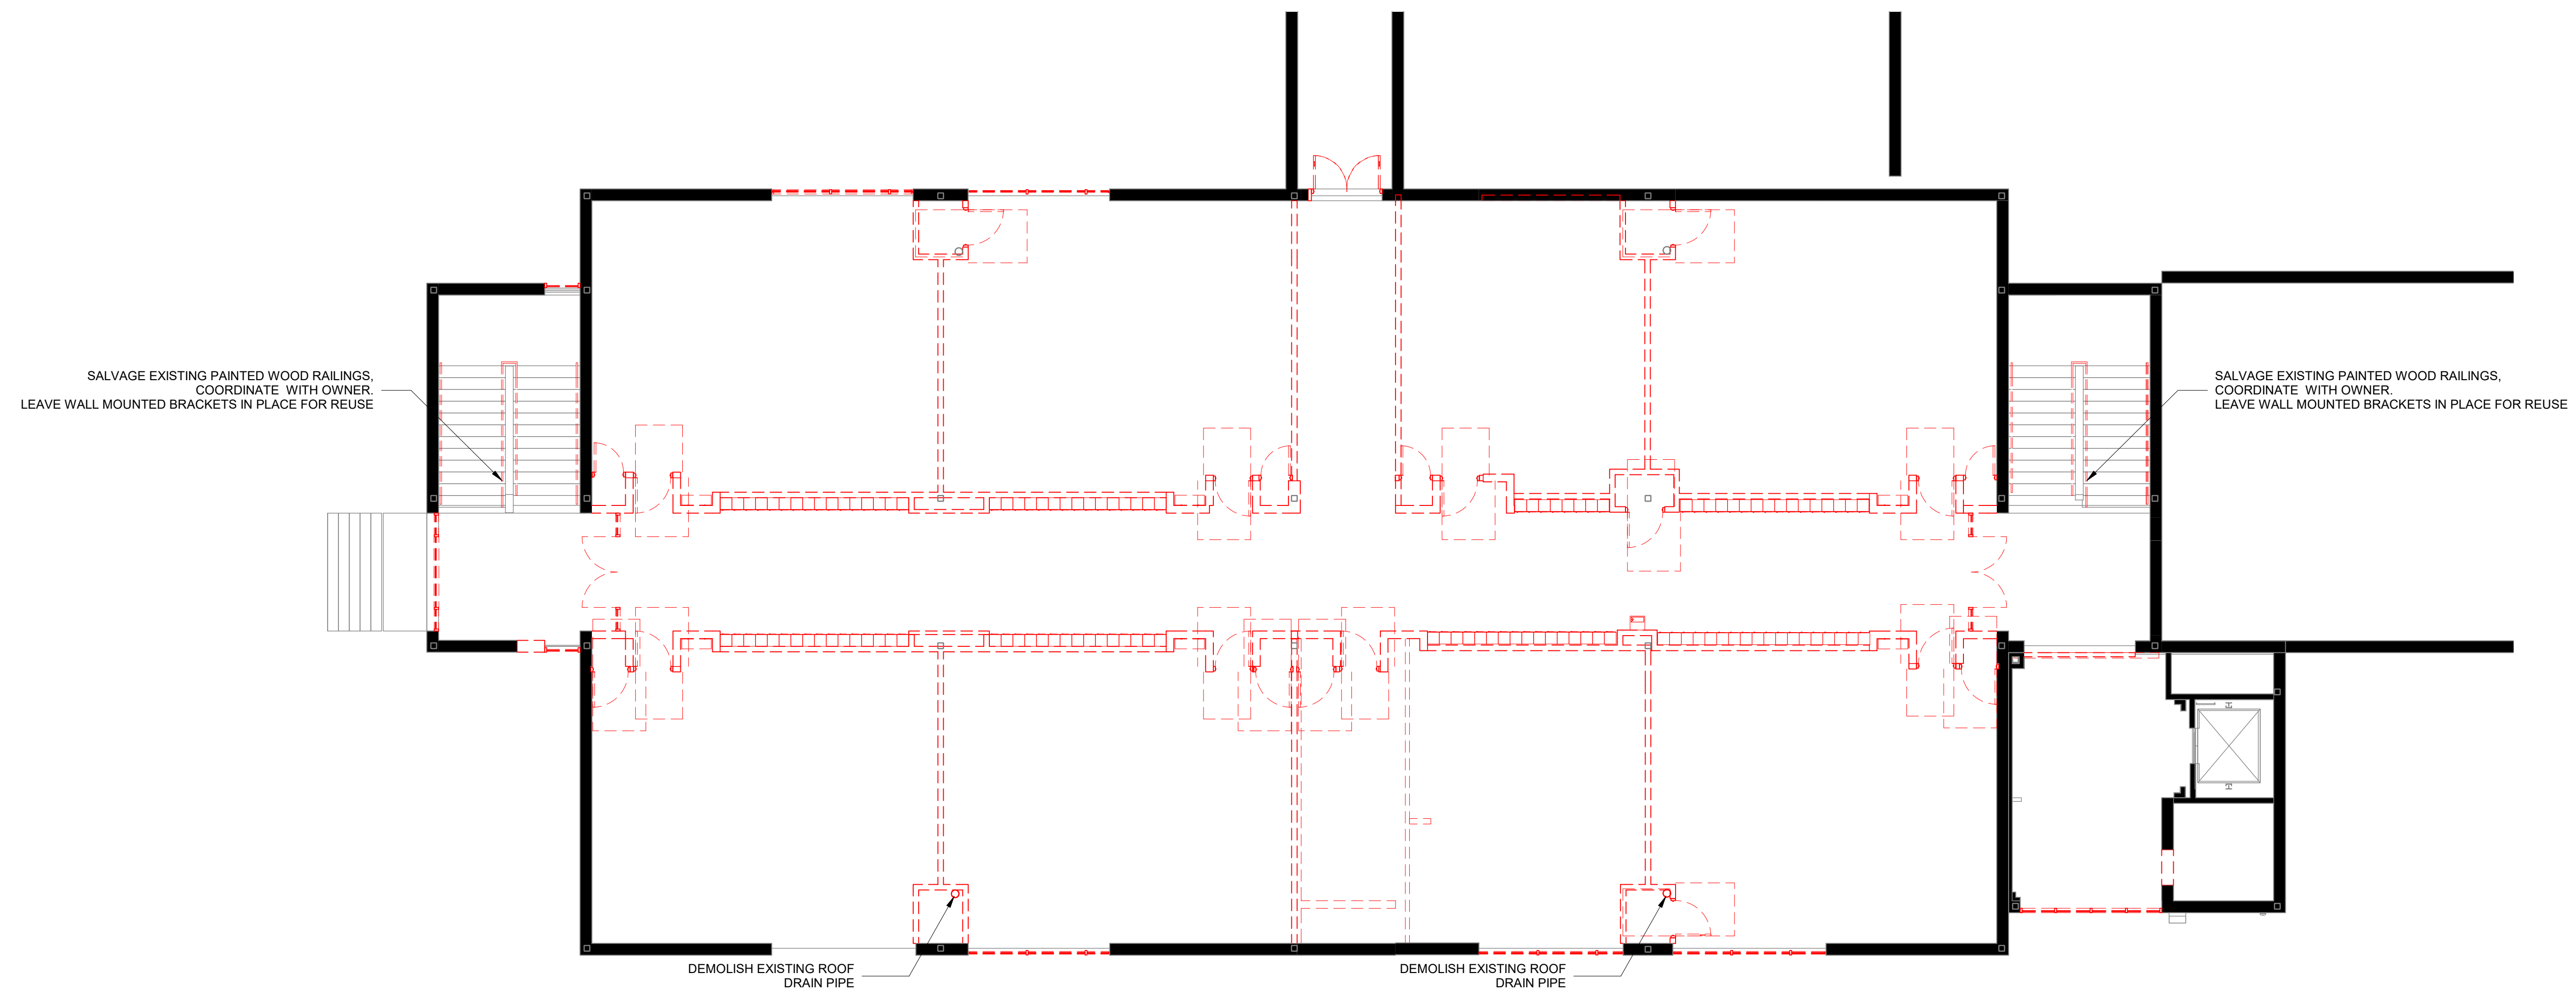 SALVAGE EXISTING PAINTED WOOD RAILINGS,
COORDINATE  WITH OWNER.
LEAVE WALL MOUNTED BRACKETS IN PLACE FOR REUSE
SALVAGE EXISTING PAINTED WOOD RAILINGS,
COORDINATE  WITH OWNER.
LEAVE WALL MOUNTED BRACKETS IN PLACE FOR REUSE
DEMOLISH EXISTING ROOF
DRAIN PIPE
DEMOLISH EXISTING ROOF
DRAIN PIPE